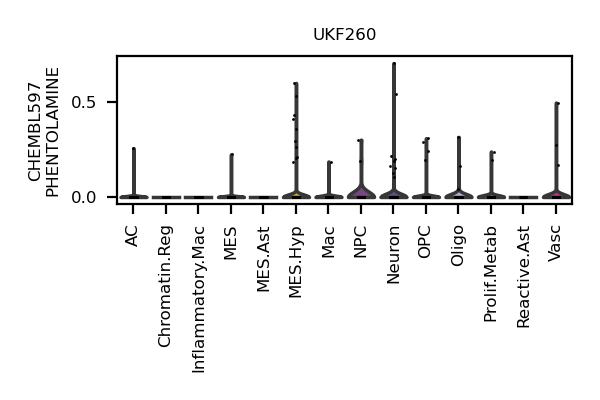 UKF260
CHEMBL597
PHENTOLAMINE
0.5
0.0
AC
Chromatin.Reg
Inflammatory.Mac
MES
MES.Ast
MES.Hyp
Mac
NPC
Neuron
OPC
Oligo
Prolif.Metab
Reactive.Ast
Vasc